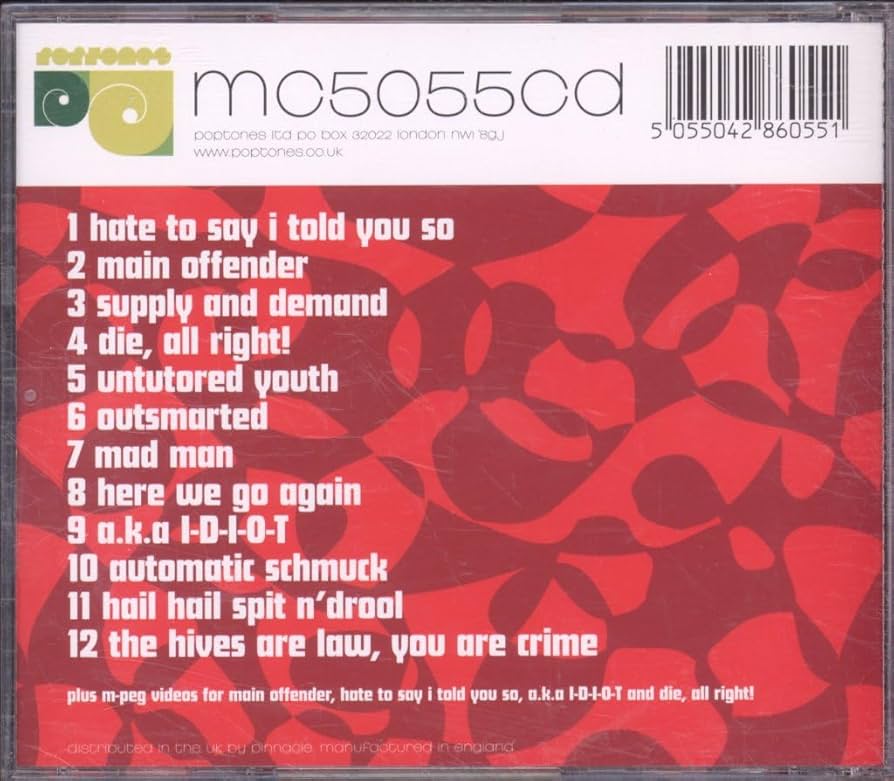 poptones
mc5055cd
poptones ltd po box 32022 london nw1 8gj
www.poptones.co.uk
5 055042 860551
1 hate to say i told you so
2 main offender
3 supply and demand
4 die, all right!
5 untutored youth
6 outsmarted
7 mad man
8 here we go again
9 a.k.a I-D-I-O-T
10 automatic schmuck
11 hail hail spit n'drool
12 the hives are law, you are crime
plus m-peg videos for main offender, hate to say i told you so, a.k.a I-D-I-O-T and die, all right!
distributed in the uk by pinnacle. manufactured in england